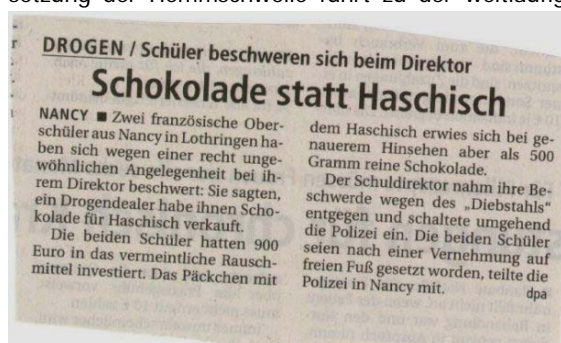 DROGEN / Schüler beschweren sich beim Direktor
Schokolade statt Haschisch
NANCY ■ Zwei französische Ober-
schüler aus Nancy in Lothringen ha-
ben sich wegen einer recht unge-
wöhnlichen Angelegenheit bei ih-
rem Direktor beschwert: Sie sagten,
ein Drogendealer habe ihnen Scho-
kolade für Haschisch verkauft.
Die beiden Schüler hatten 900
Euro in das vermeintliche Rausch-
mittel investiert. Das Päckchen mit
dem Haschisch erwies sich bei ge-
nauerem Hinsehen aber als 500
Gramm reine Schokolade.
Der Schuldirektor nahm ihre Be-
schwerde wegen des „Diebstahls“
entgegen und schaltete umgehend
die Polizei ein. Die beiden Schüler
seien nach einer Vernehmung auf
freien Fuß gesetzt worden, teilte die
Polizei in Nancy mit. dpa